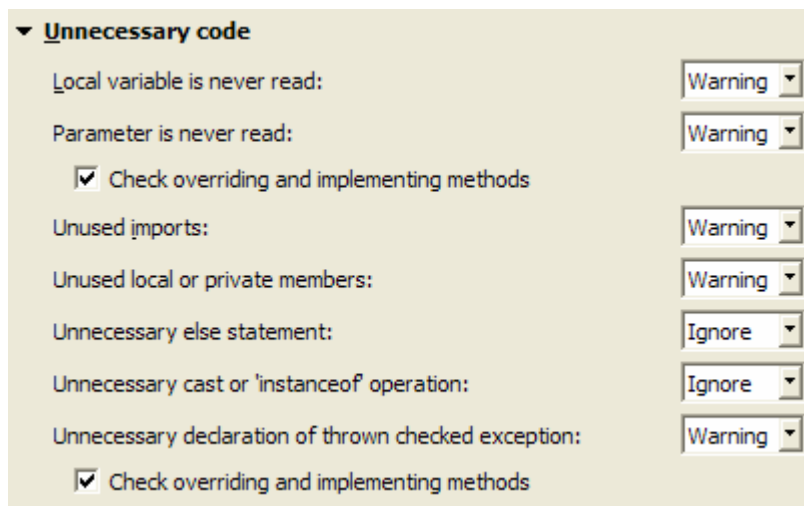 Unnecessary code
Local variable is never read: Warning
Parameter is never read: Warning
Check overriding and implementing methods
Unused imports: Warning
Unused local or private members: Warning
Unnecessary else statement: Ignore
Unnecessary cast or 'instanceof' operation: Ignore
Unnecessary declaration of thrown checked exception: Warning
Check overriding and implementing methods